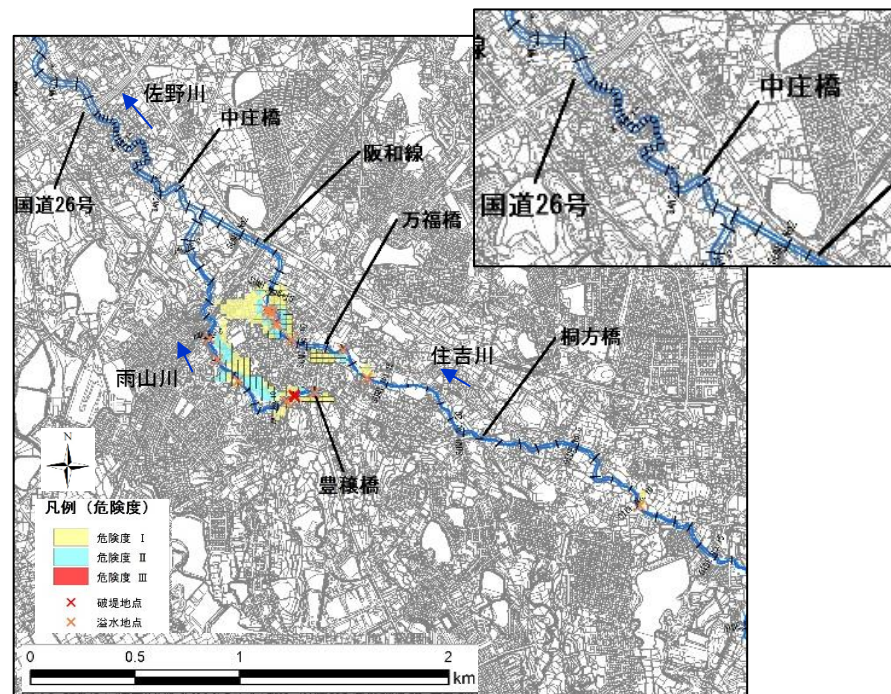 佐野川
中庄橋
阪和線
国道26号
万福橋
住吉川
桐方橋
雨山川
豊穣橋
N
凡例（危険度）
危険度 Ⅰ
危険度 Ⅱ
危険度 Ⅲ
破堤地点
溢水地点
0 0.5 1 2
km
中庄橋
国道26号